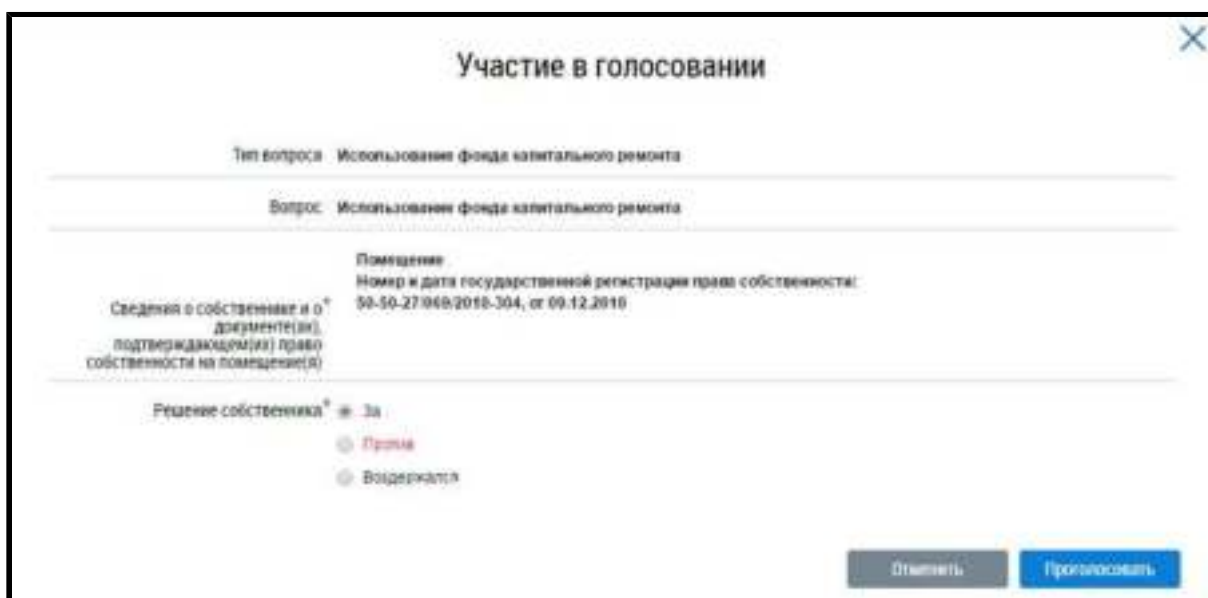 Участие в голосовании
Тип вопроса Использование фонда капитального ремонта
Вопрос Использование фонда капитального ремонта
Помещение
Номер и дата государственной регистрации права собственности:
50-50-27/069/2010-304, от 09.12.2010
Сведения о собственнике и о*
документе(ах),
подтверждающем(их) право
собственности на помещение(я)
Решение собственника* За
Против
Воздержался
Отменить Проголосовать